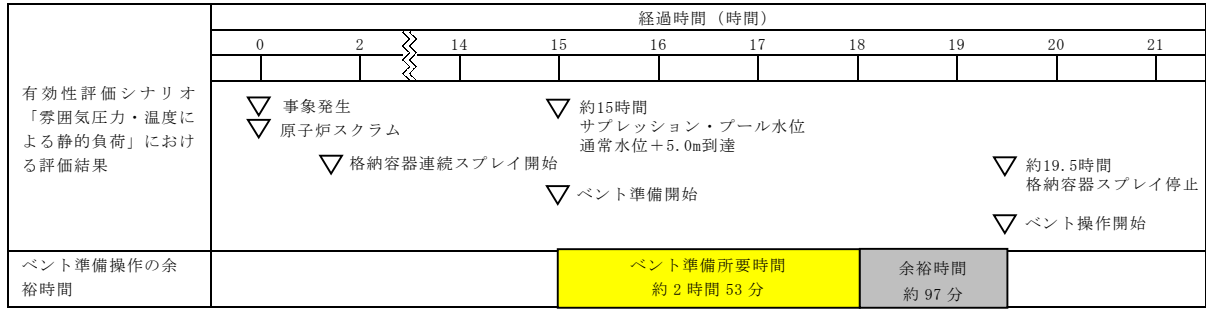 経過時間（時間）
0 2 14 15 16 17 18 19 20 21
有効性評価シナリオ
「雰囲気圧力・温度に
よる静的負荷」におけ
る評価結果
事象発生
原子炉スクラム
格納容器連続スプレイ開始
約15時間
サプレッション・プール水位
通常水位＋5.0m到達
ベント準備開始
約19.5時間
格納容器スプレイ停止
ベント操作開始
ベント準備操作の余
裕時間
ベント準備所要時間
約 2 時間 53 分
余裕時間
約 97 分